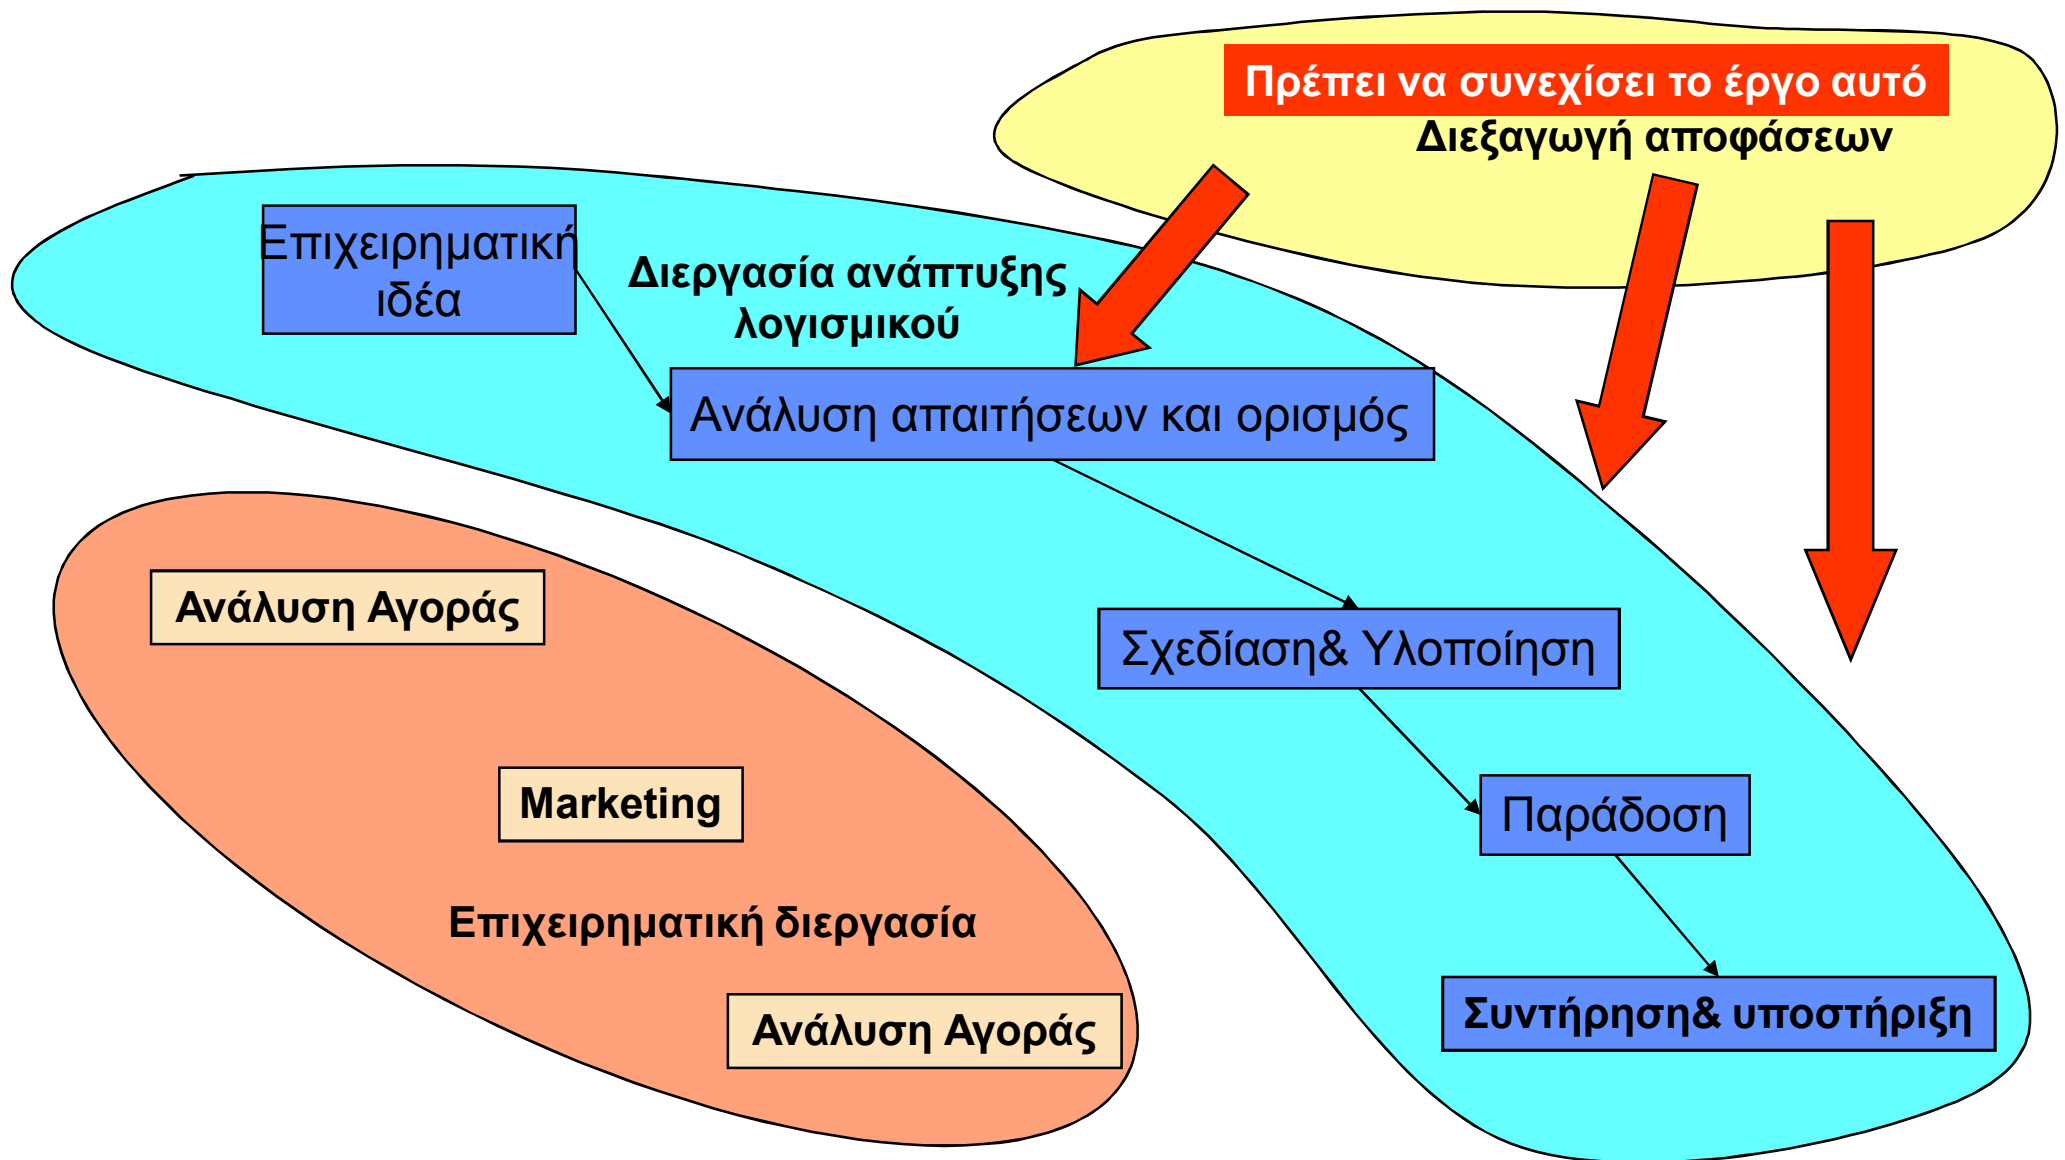 Πρέπει να συνεχίσει το έργο αυτό
Διεξαγωγή αποφάσεων
Επιχειρηματική
ιδέα
Διεργασία ανάπτυξης
λογισμικού
Ανάλυση απαιτήσεων και ορισμός
Ανάλυση Αγοράς
Σχεδίαση& Υλοποίηση
Marketing
Παράδοση
Επιχειρηματική διεργασία
Ανάλυση Αγοράς
Συντήρηση& υποστήριξη